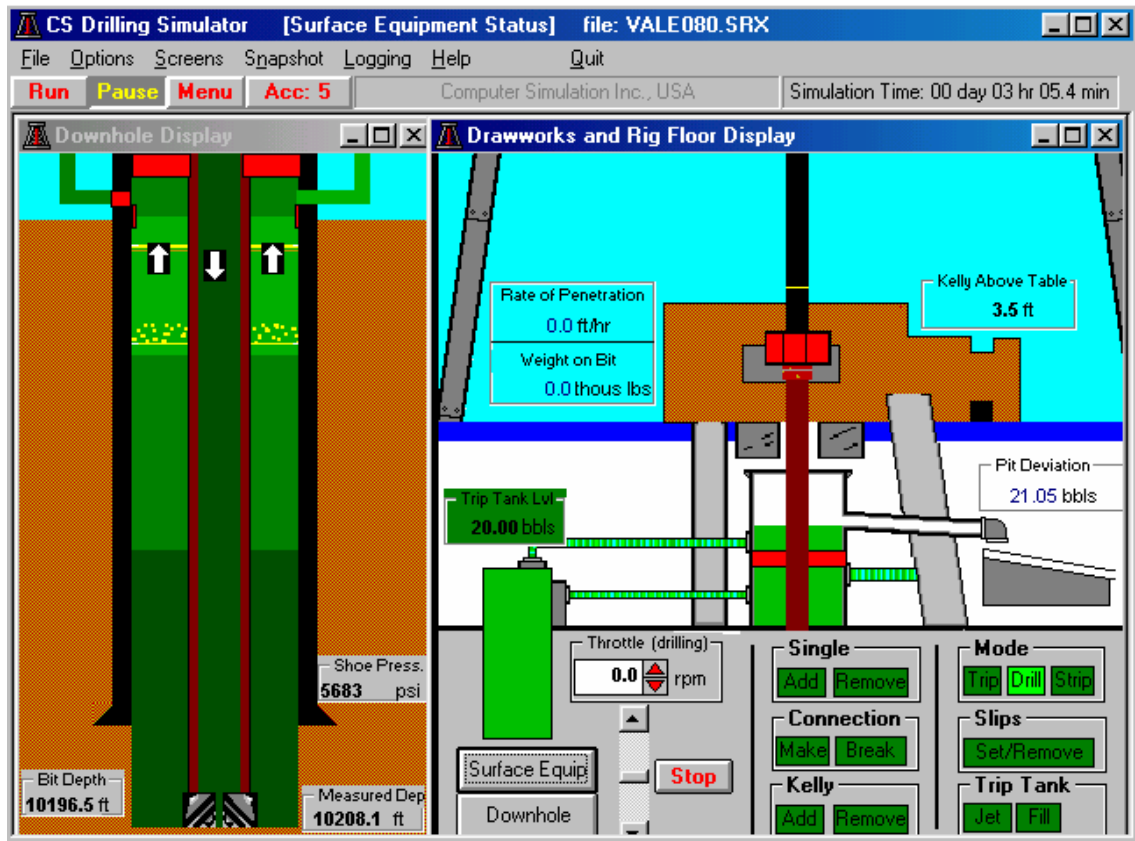 CS Drilling Simulator [Surface Equipment Status] file: VALE080.SRX
File Options Screens Snapshot Logging Help Quit
Run Pause Menu Acc: 5 Computer Simulation Inc., USA Simulation Time: 00 day 03 hr 05.4 min
Downhole Display
Shoe Press.
5683 psi
Bit Depth
10196.5 ft
Measured Dep
10208.1 ft
Drawworks and Rig Floor Display
Rate of Penetration
0.0 ft/hr
Weight on Bit
0.0 thous lbs
Kelly Above Table
3.5 ft
Pit Deviation
21.05 bbls
Trip Tank Lvl
20.00 bbls
Throttle (drilling)
0.0 rpm
Surface Equip
Downhole
Stop
Single
Add Remove
Connection
Make Break
Kelly
Add Remove
Mode
Trip Drill Strip
Slips
Set/Remove
Trip Tank
Jet Fill